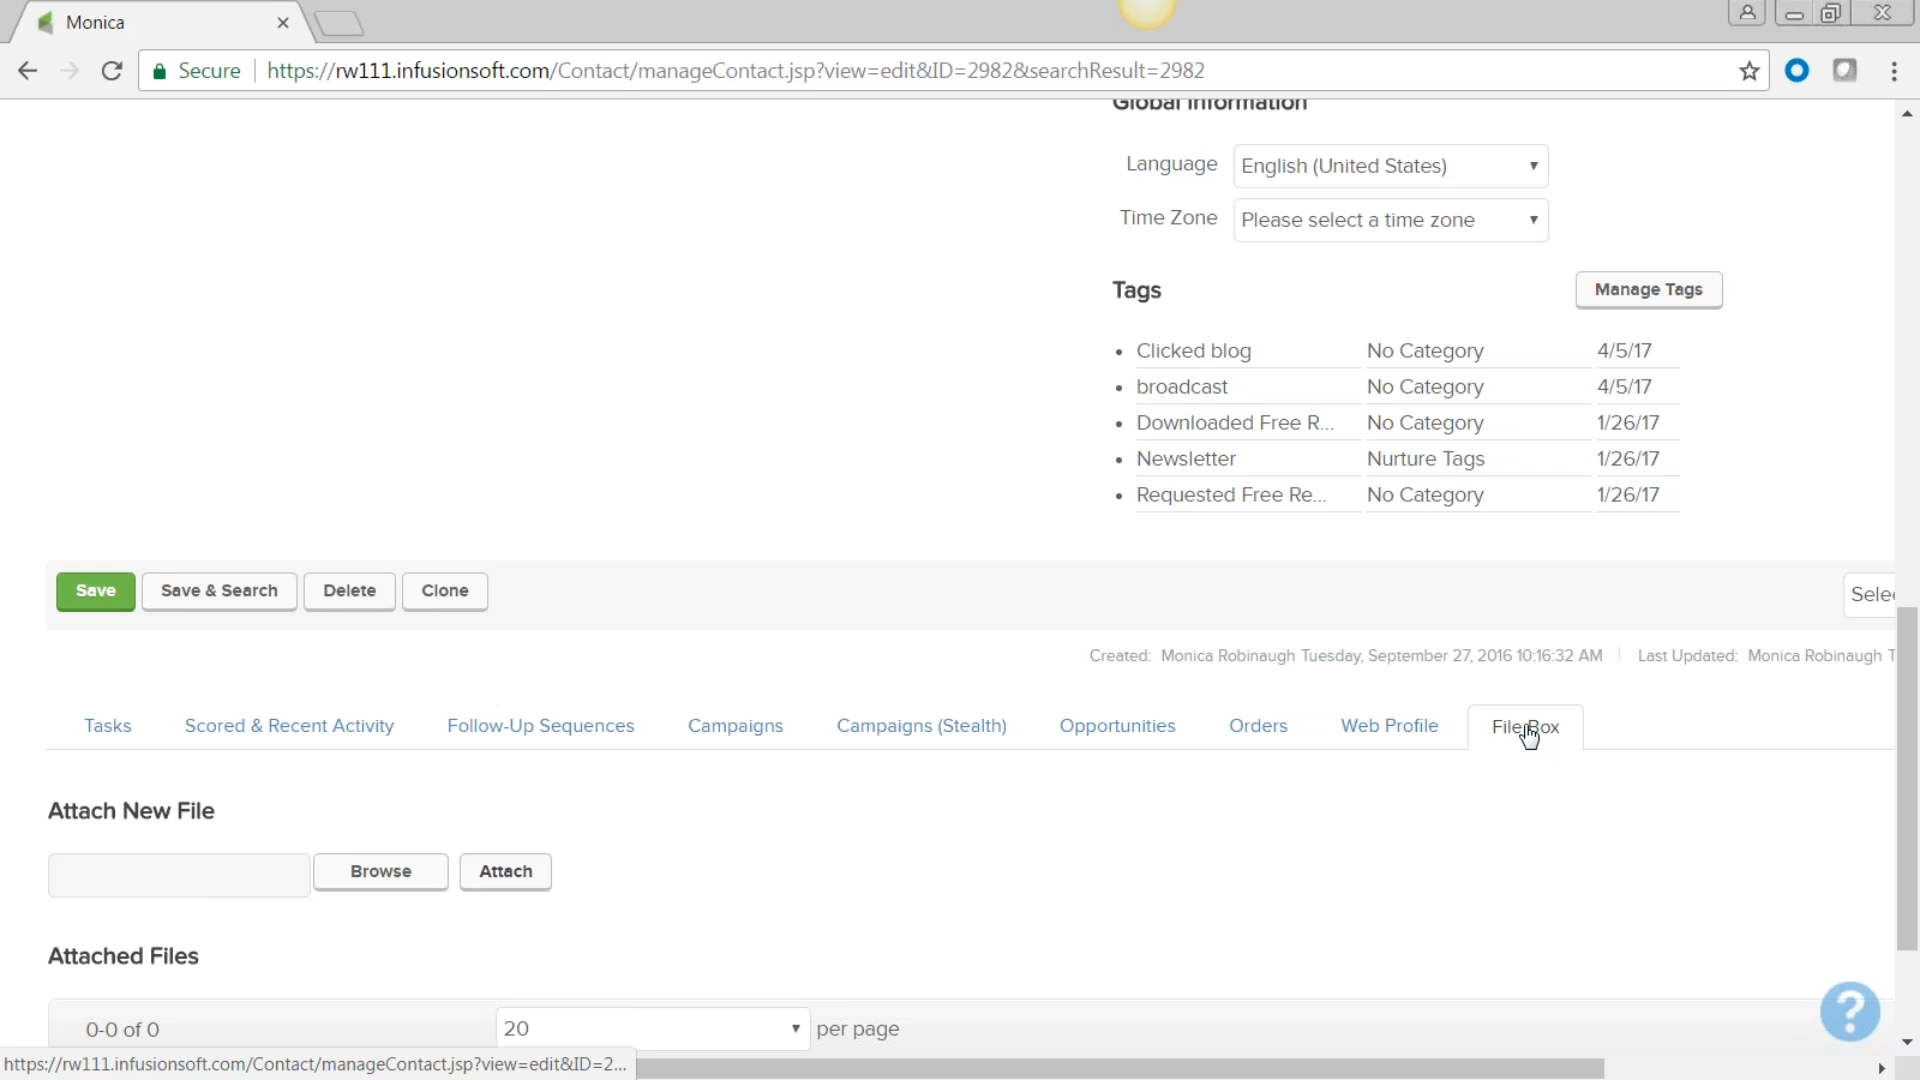 Monica
Secure https://rw111.infusionsoft.com/Contact/manageContact.jsp?view=edit&ID=2982&searchResult=2982
Global Information
Language English (United States)
Time Zone Please select a time zone
Tags Manage Tags
Clicked blog No Category 4/5/17
broadcast No Category 4/5/17
Downloaded Free R... No Category 1/26/17
Newsletter Nurture Tags 1/26/17
Requested Free Re... No Category 1/26/17
Save Save & Search Delete Clone Selec
Created: Monica Robinaugh Tuesday, September 27, 2016 10:16:32 AM Last Updated: Monica Robinaugh T
Tasks Scored & Recent Activity Follow-Up Sequences Campaigns Campaigns (Stealth) Opportunities Orders Web Profile File Box
Attach New File
Browse Attach
Attached Files
0-0 of 0 20 per page
?
https://rw111.infusionsoft.com/Contact/manageContact.jsp?view=edit&ID=2...